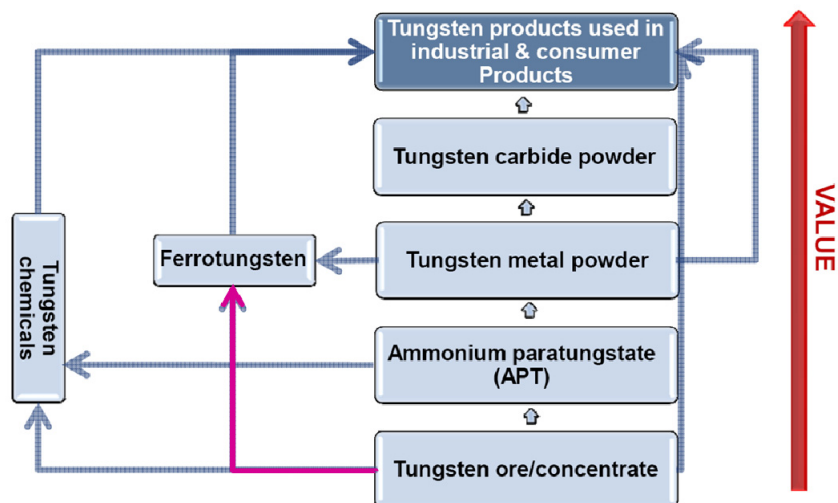 Tungsten products used in
industrial & consumer
Products
Tungsten carbide powder
Ferrotungsten
Tungsten metal powder
Tungsten
chemicals
Ammonium paratungstate
(APT)
Tungsten ore/concentrate
VALUE